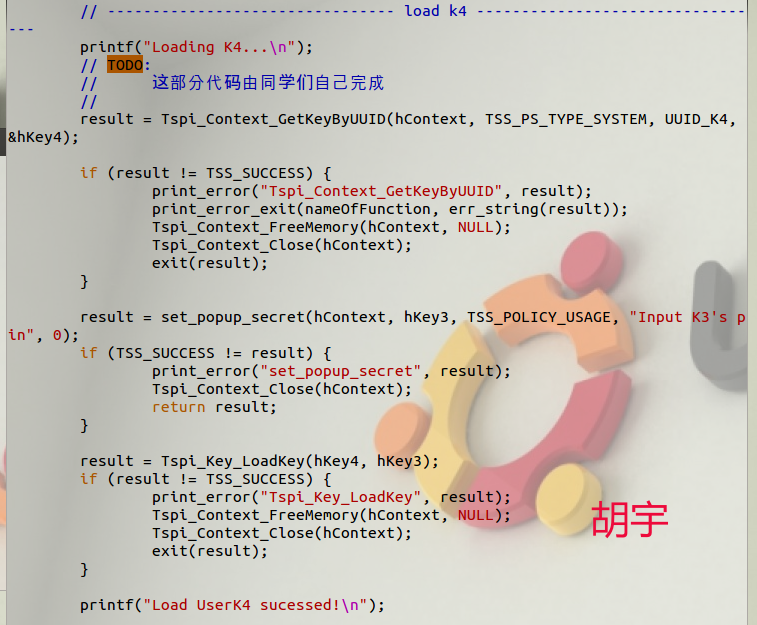 // -------------------------------- load k4 ---------------------------------
printf("Loading K4...\n");
// TODO:
//      这部分代码由同学们自己完成
//
result = Tspi_Context_GetKeyByUUID(hContext, TSS_PS_TYPE_SYSTEM, UUID_K4,
&hKey4);
if (result != TSS_SUCCESS) {
print_error("Tspi_Context_GetKeyByUUID", result);
print_error_exit(nameOfFunction, err_string(result));
Tspi_Context_FreeMemory(hContext, NULL);
Tspi_Context_Close(hContext);
exit(result);
}
result = set_popup_secret(hContext, hKey3, TSS_POLICY_USAGE, "Input K3's p
in", 0);
if (TSS_SUCCESS != result) {
print_error("set_popup_secret", result);
Tspi_Context_Close(hContext);
return result;
}
result = Tspi_Key_LoadKey(hKey4, hKey3);
if (result != TSS_SUCCESS) {
print_error("Tspi_Key_LoadKey", result);
Tspi_Context_FreeMemory(hContext, NULL);
Tspi_Context_Close(hContext);
exit(result);
}
胡宇
printf("Load UserK4 sucessed!\n");